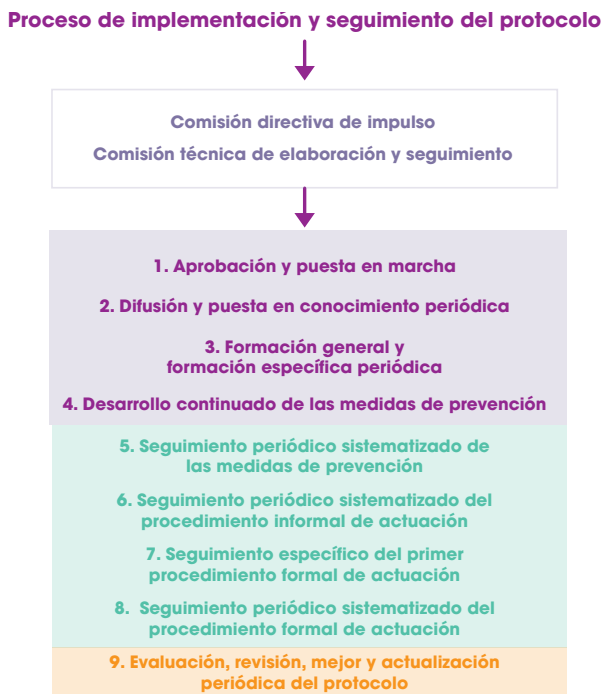 Proceso de implementación y seguimiento del protocolo
Comisión directiva de impulso
Comisión técnica de elaboración y seguimiento
1. Aprobación y puesta en marcha
2. Difusión y puesta en conocimiento periódica
3. Formación general y
formación específica periódica
4. Desarrollo continuado de las medidas de prevención
5. Seguimiento periódico sistematizado de
las medidas de prevención
6. Seguimiento periódico sistematizado del
procedimiento informal de actuación
7. Seguimiento específico del primer
procedimiento formal de actuación
8. Seguimiento periódico sistematizado del
procedimiento formal de actuación
9. Evaluación, revisión, mejor y actualización
periódica del protocolo